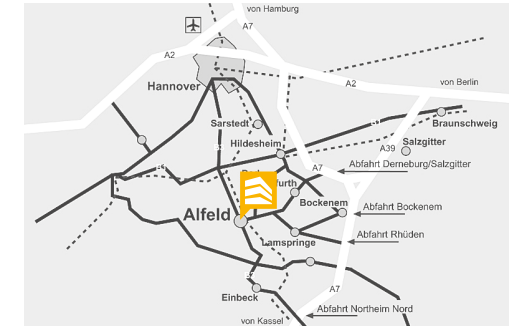 von Hamburg
A7
A2
A2
von Berlin
Hannover
Sarstedt
Braunschweig
Hildesheim
A39
Salzgitter
A7
Abfahrt Derneburg/Salzgitter
Bockenem
Abfahrt Bockenem
Alfeld
Abfahrt Rhüden
Lamspringe
A7
Einbeck
Abfahrt Northeim Nord
von Kassel